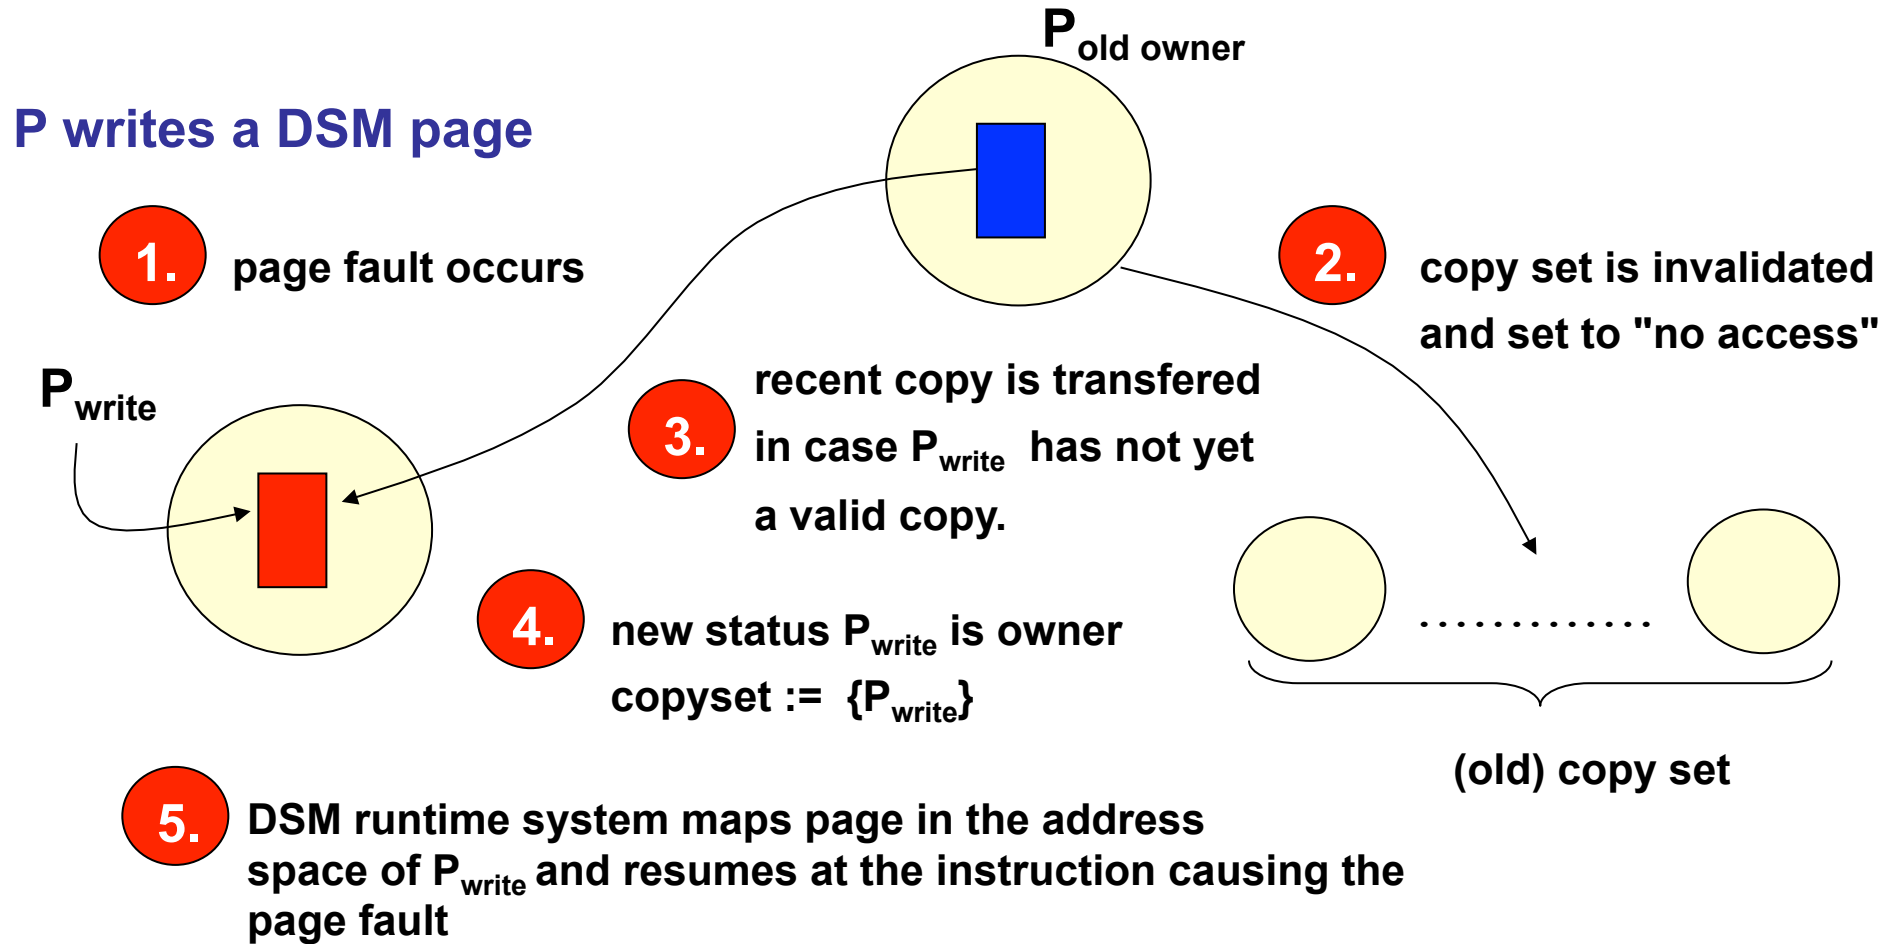 P old owner
P writes a DSM page
1. page fault occurs
2. copy set is invalidated
and set to "no access"
P write
3. recent copy is transfered
in case P write has not yet
a valid copy.
4. new status P write is owner
copyset := {P write}
.............
(old) copy set
5. DSM runtime system maps page in the address
space of P write and resumes at the instruction causing the
page fault